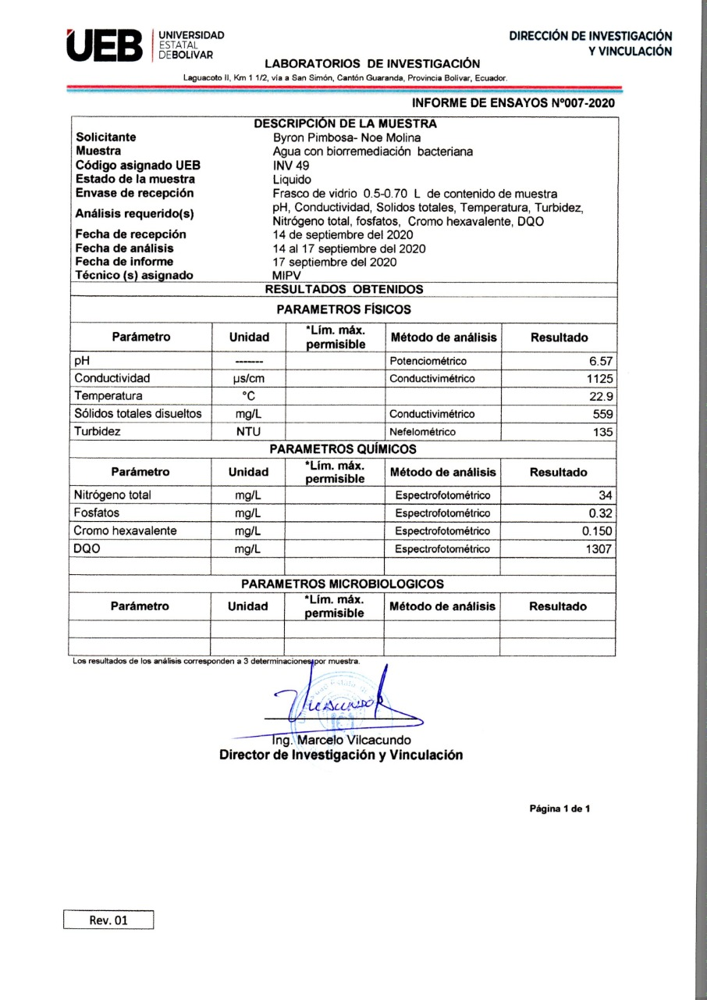 UEB
UNIVERSIDAD
ESTATAL
DEBOLIVAR
DIRECCIÓN DE INVESTIGACIÓN
Y VINCULACIÓN
LABORATORIOS DE INVESTIGACIÓN
Laguacoto II, Km 1 1/2, vía a San Simón, Cantón Guaranda, Provincia Bolívar, Ecuador.
INFORME DE ENSAYOS Nº007-2020
DESCRIPCIÓN DE LA MUESTRA
Solicitante Byron Pimbosa- Noe Molina
Muestra Agua con biorremediación bacteriana
Código asignado UEB INV 49
Estado de la muestra Liquido
Envase de recepción Frasco de vidrio 0.5-0.70 L de contenido de muestra
Análisis requerido(s) pH, Conductividad, Solidos totales, Temperatura, Turbidez,
Nitrógeno total, fosfatos, Cromo hexavalente, DQO
Fecha de recepción 14 de septiembre del 2020
Fecha de análisis 14 al 17 septiembre del 2020
Fecha de informe 17 septiembre del 2020
Técnico (s) asignado MIPV
RESULTADOS OBTENIDOS
PARAMETROS FÍSICOS
Parámetro Unidad *Lím. máx. permisible Método de análisis Resultado
pH ------- Potenciométrico 6.57
Conductividad µs/cm Conductivimétrico 1125
Temperatura °C 22.9
Sólidos totales disueltos mg/L Conductivimétrico 559
Turbidez NTU Nefelométrico 135
PARAMETROS QUÍMICOS
Parámetro Unidad *Lím. máx. permisible Método de análisis Resultado
Nitrógeno total mg/L Espectrofotométrico 34
Fosfatos mg/L Espectrofotométrico 0.32
Cromo hexavalente mg/L Espectrofotométrico 0.150
DQO mg/L Espectrofotométrico 1307
PARAMETROS MICROBIOLOGICOS
Parámetro Unidad *Lím. máx. permisible Método de análisis Resultado
Los resultados de los análisis corresponden a 3 determinaciones por muestra.
Ing. Marcelo Vilcacundo
Director de Investigación y Vinculación
Página 1 de 1
Rev. 01